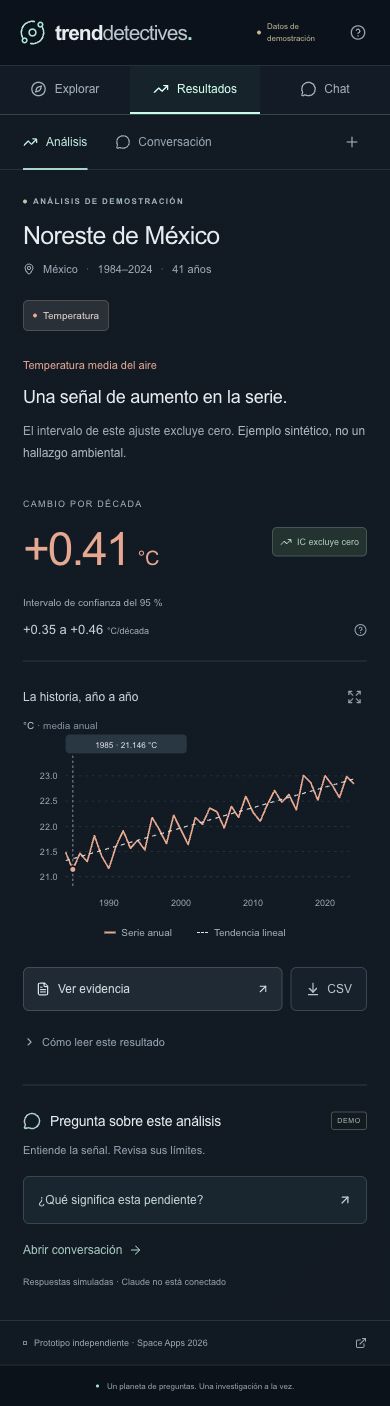 trenddetectives.
Datos de
demostración
Explorar
Resultados
Chat
Análisis
Conversación
ANÁLISIS DE DEMOSTRACIÓN
Noreste de México
México · 1984–2024 · 41 años
Temperatura
Temperatura media del aire
Una señal de aumento en la serie.
El intervalo de este ajuste excluye cero. Ejemplo sintético, no un
hallazgo ambiental.
CAMBIO POR DÉCADA
+0.41 °C
IC excluye cero
Intervalo de confianza del 95 %
+0.35 a +0.46 °C/década
La historia, año a año
°C · media anual
1985 · 21.146 °C
23.0
22.5
22.0
21.5
21.0
1990 2000 2010 2020
Serie anual Tendencia lineal
Ver evidencia
CSV
Cómo leer este resultado
Pregunta sobre este análisis
DEMO
Entiende la señal. Revisa sus límites.
¿Qué significa esta pendiente?
Abrir conversación
Respuestas simuladas · Claude no está conectado
Prototipo independiente · Space Apps 2026
Un planeta de preguntas. Una investigación a la vez.